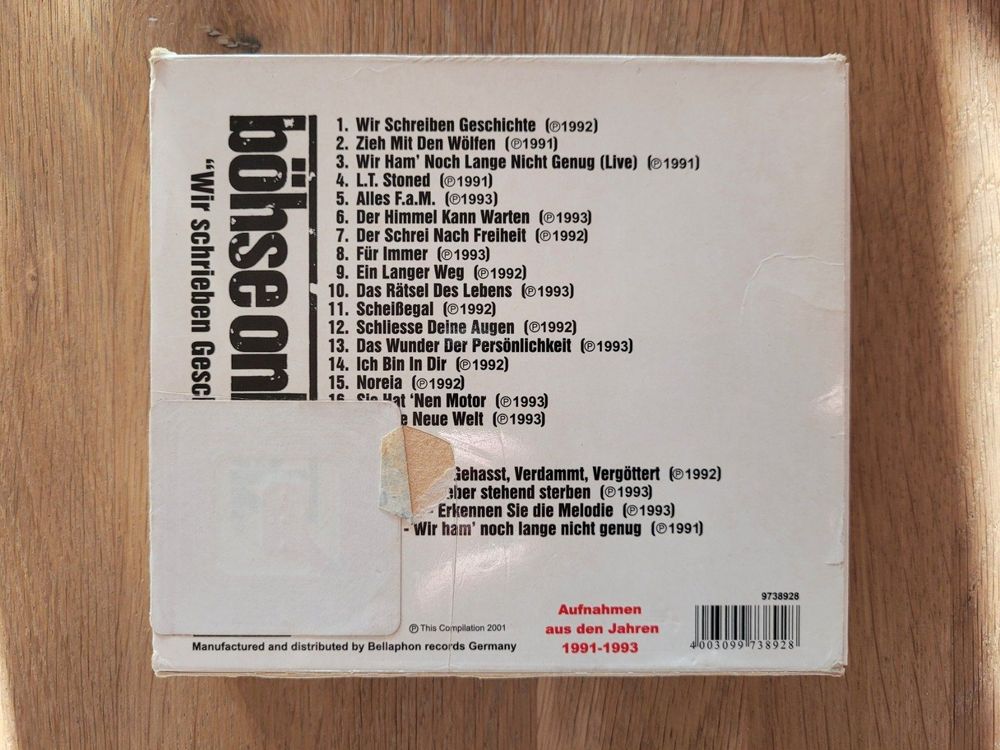 böhse on
"Wir schrieben Gesc
1. Wir Schreiben Geschichte (℗1992)
2. Zieh Mit Den Wölfen (℗1991)
3. Wir Ham' Noch Lange Nicht Genug (Live) (℗1991)
4. L.T. Stoned (℗1991)
5. Alles F.a.M. (℗1993)
6. Der Himmel Kann Warten (℗1993)
7. Der Schrei Nach Freiheit (℗1992)
8. Für Immer (℗1993)
9. Ein Langer Weg (℗1992)
10. Das Rätsel Des Lebens (℗1993)
11. Scheißegal (℗1992)
12. Schliesse Deine Augen (℗1992)
13. Das Wunder Der Persönlichkeit (℗1993)
14. Ich Bin In Dir (℗1992)
15. Noreia (℗1992)
16. Sie Hat 'Nen Motor (℗1993)
e Neue Welt (℗1993)
Gehasst, Verdammt, Vergöttert (℗1992)
eber stehend sterben (℗1993)
- Erkennen Sie die Melodie (℗1993)
- Wir ham' noch lange nicht genug (℗1991)
9738928
Aufnahmen
aus den Jahren
1991-1993
℗ This Compilation 2001
Manufactured and distributed by Bellaphon records Germany
4 003099 738928